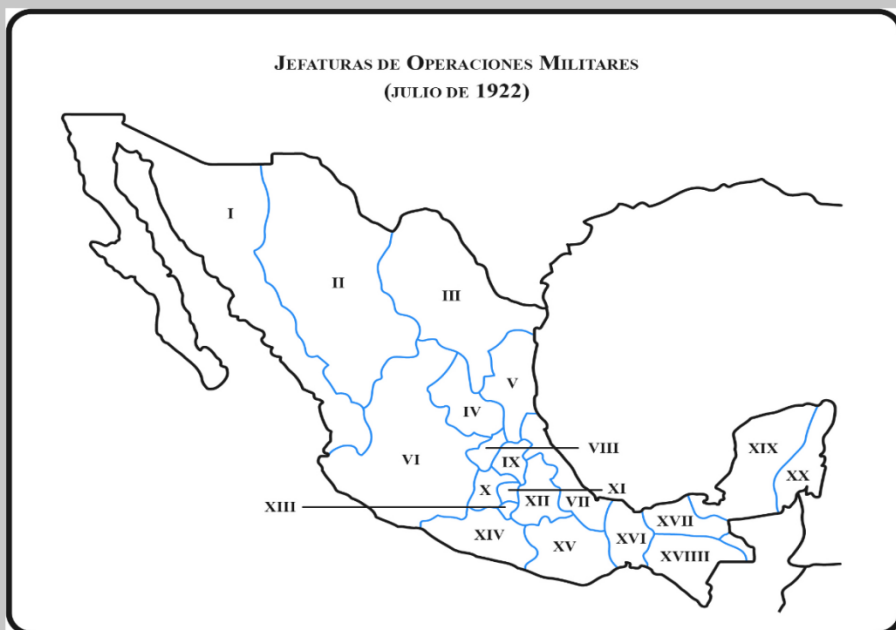 JEFATURAS DE OPERACIONES MILITARES
(JULIO DE 1922)
I
II
III
V
IV
VIII
VI
IX
XIX
XX
X
XI
XIII
XII
VII
XVII
XIV
XV
XVI
XVIIII